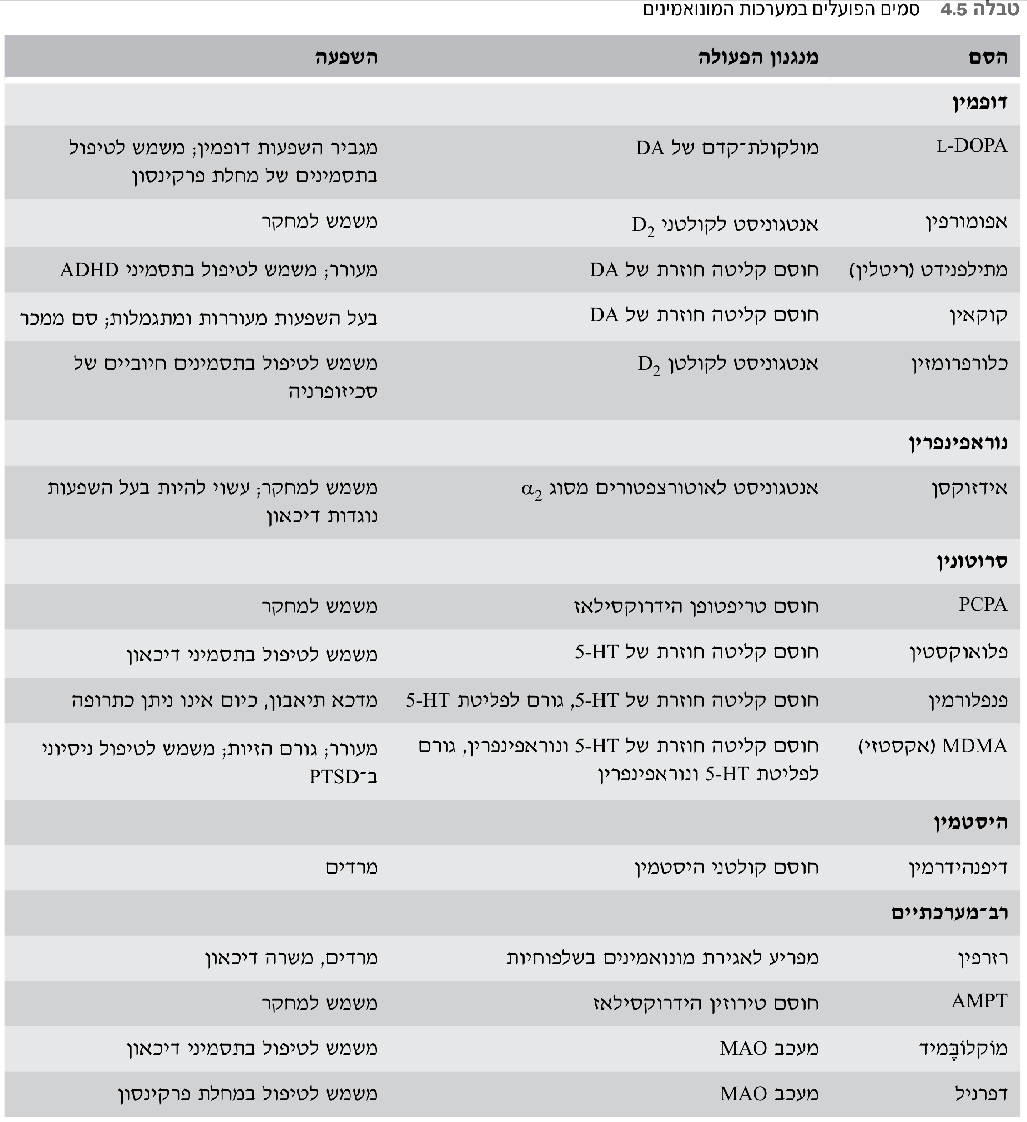 טבלה 4.5 סמים הפועלים במערכות המונואמינים
הסם מנגנון הפעולה השפעה
דופמין
L-DOPA מולקולת־קדם של DA מגביר השפעות דופמין; משמש לטיפול
בתסמינים של מחלת פרקינסון
אפומורפין אנטגוניסט לקולטני D₂ משמש למחקר
מתילפנידט (ריטלין) חוסם קליטה חוזרת של DA מעורר; משמש לטיפול בתסמיני ADHD
קוקאין חוסם קליטה חוזרת של DA בעל השפעות מעוררות ומתגמלות; סם ממכר
כלורפרומזין אנטגוניסט לקולטן D₂ משמש לטיפול בתסמינים חיוביים של
סכיזופרניה
נוראפינפרין
אידזוקסן אנטגוניסט לאוטורצפטורים מסוג α₂ משמש למחקר; עשוי להיות בעל השפעות
נוגדות דיכאון
סרוטונין
PCPA חוסם טריפטופן הידרוקסילאז משמש למחקר
פלואוקסטין חוסם קליטה חוזרת של 5-HT משמש לטיפול בתסמיני דיכאון
פנפלורמין חוסם קליטה חוזרת של 5-HT, גורם לפליטת 5-HT מדכא תיאבון, כיום אינו ניתן כתרופה
MDMA (אקסטזי) חוסם קליטה חוזרת של 5-HT ונוראפינפרין, גורם מעורר; גורם הזיות; משמש לטיפול ניסיוני
לפליטת 5-HT ונוראפינפרין ב־PTSD
היסטמין
דיפנהידרמין חוסם קולטני היסטמין מרדים
רב־מערכתיים
רזרפין מפריע לאגירת מונואמינים בשלפוחיות מרדים, משרה דיכאון
AMPT חוסם טירוזין הידרוקסילאז משמש למחקר
מוֹקְלוֹבֶּמיד מעכב MAO משמש לטיפול בתסמיני דיכאון
דפרניל מעכב MAO משמש לטיפול במחלת פרקינסון